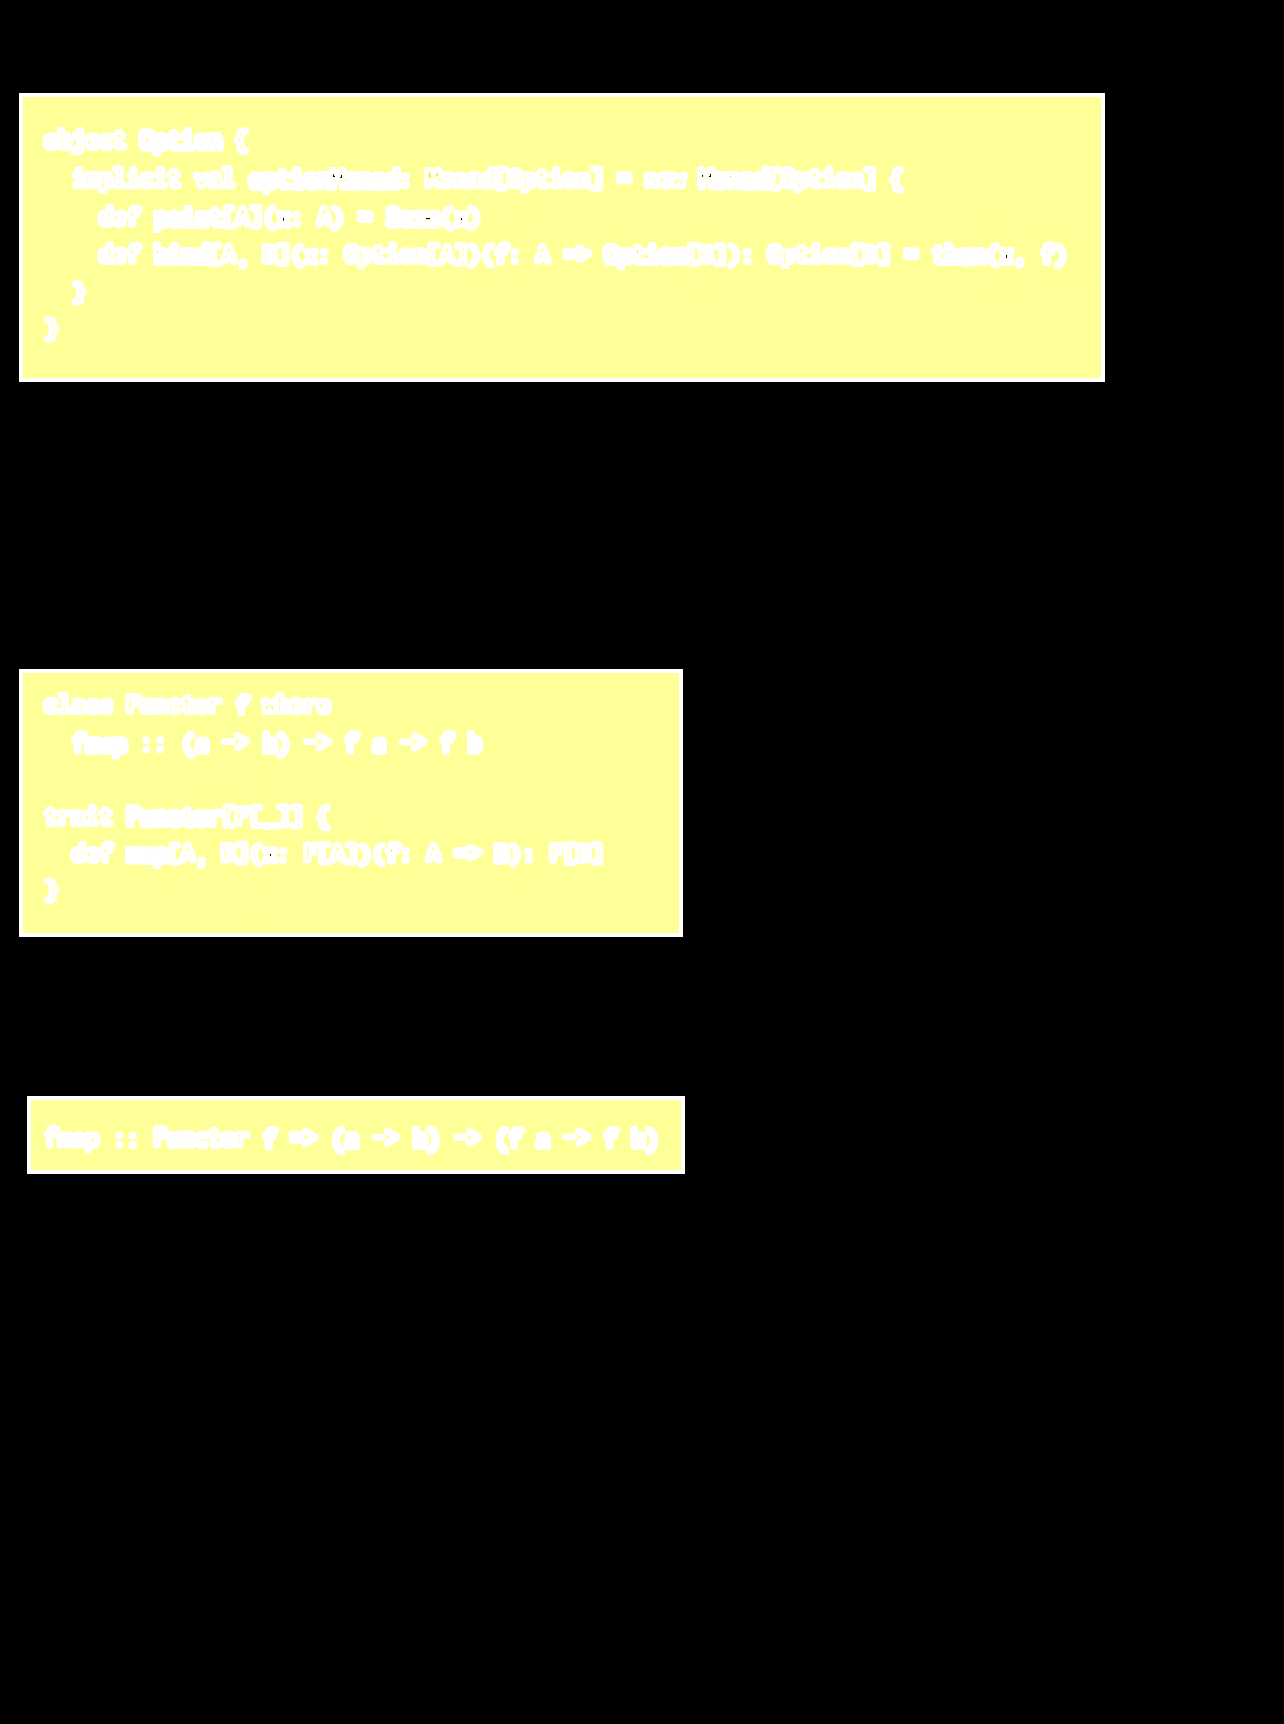 object Option {
  implicit val optionMonad: Monad[Option] = new Monad[Option] {
    def point[A](x: A) = Some(x)
    def bind[A, B](x: Option[A])(f: A => Option[B]): Option[B] = then(x, f)
  }
}
class Functor f where
  fmap :: (a -> b) -> f a -> f b
trait Functor[F[_]] {
  def map[A, B](x: F[A])(f: A => B): F[B]
}
fmap :: Functor f => (a -> b) -> (f a -> f b)